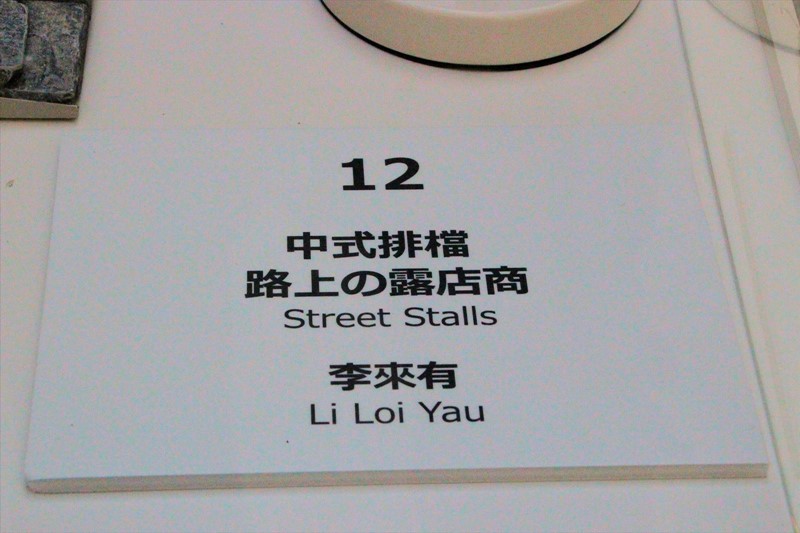 12
中式排檔
路上の露店商
Street Stalls
李來有
Li Loi Yau